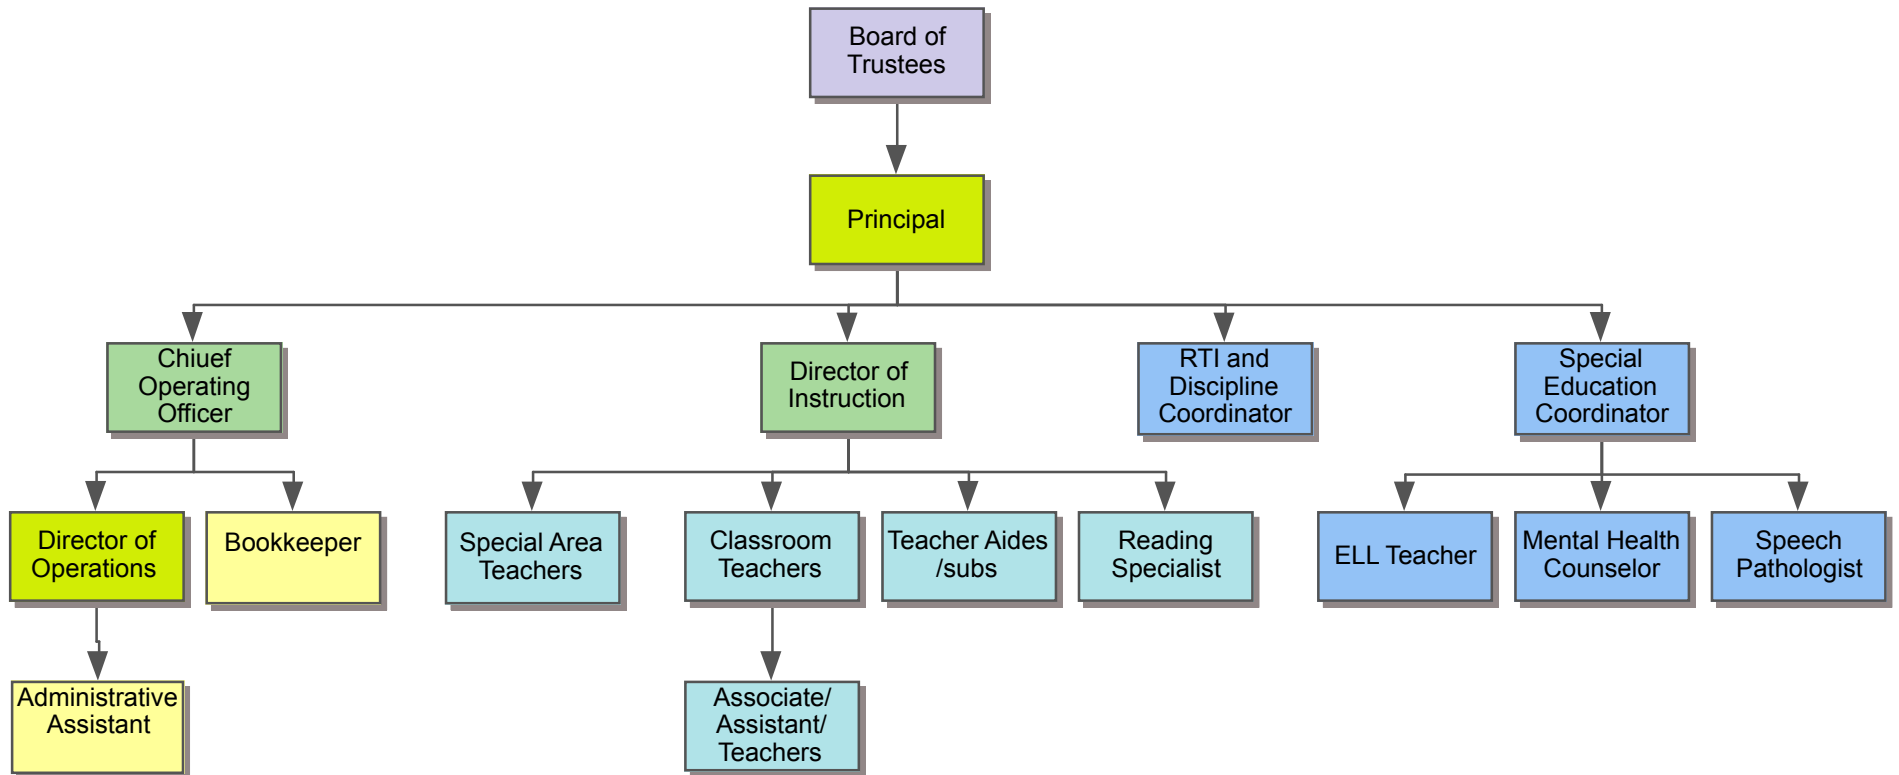 Board of
Trustees
Principal
Chiuef
Operating
Officer
Director of
Instruction
RTI and
Discipline
Coordinator
Special
Education
Coordinator
Director of
Operations
Bookkeeper
Special Area
Teachers
Classroom
Teachers
Teacher Aides
/subs
Reading
Specialist
ELL Teacher
Mental Health
Counselor
Speech
Pathologist
Administrative
Assistant
Associate/
Assistant/
Teachers